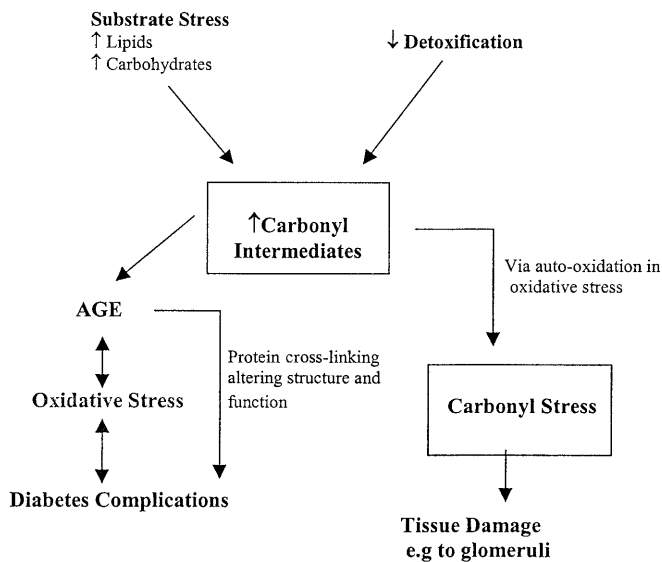 Substrate Stress
↑ Lipids
↑ Carbohydrates
↓ Detoxification
↑Carbonyl
Intermediates
Via auto-oxidation in
oxidative stress
AGE
Protein cross-linking
altering structure and
function
Oxidative Stress
Carbonyl Stress
Diabetes Complications
Tissue Damage
e.g to glomeruli